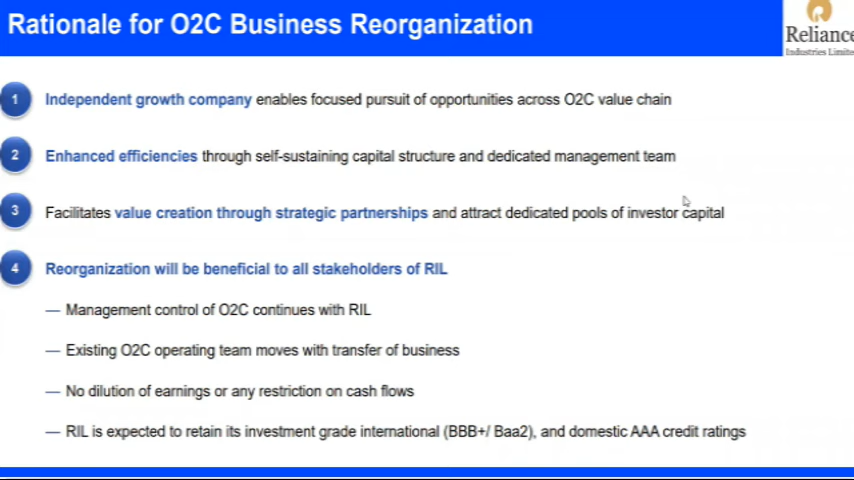 Rationale for O2C Business Reorganization
Reliance
Industries Limite
1 Independent growth company enables focused pursuit of opportunities across O2C value chain
2 Enhanced efficiencies through self-sustaining capital structure and dedicated management team
3 Facilitates value creation through strategic partnerships and attract dedicated pools of investor capital
4 Reorganization will be beneficial to all stakeholders of RIL
— Management control of O2C continues with RIL
— Existing O2C operating team moves with transfer of business
— No dilution of earnings or any restriction on cash flows
— RIL is expected to retain its investment grade international (BBB+/ Baa2), and domestic AAA credit ratings